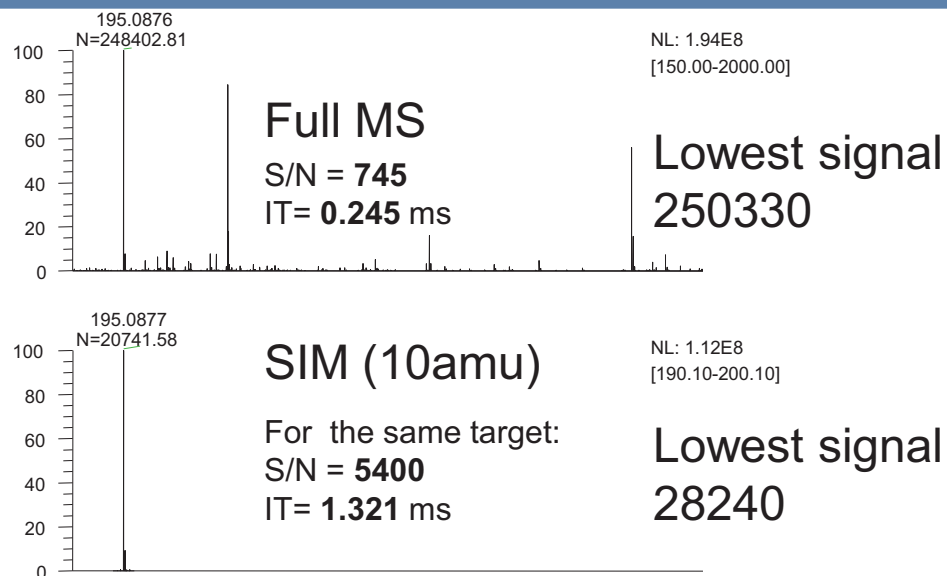 195.0876
N=248402.81
NL: 1.94E8
[150.00-2000.00]
100
80
60
40
20
0
Full MS
S/N = 745
IT= 0.245 ms
Lowest signal
250330
195.0877
N=20741.58
NL: 1.12E8
[190.10-200.10]
100
80
60
40
20
0
SIM (10amu)
For the same target:
S/N = 5400
IT= 1.321 ms
Lowest signal
28240